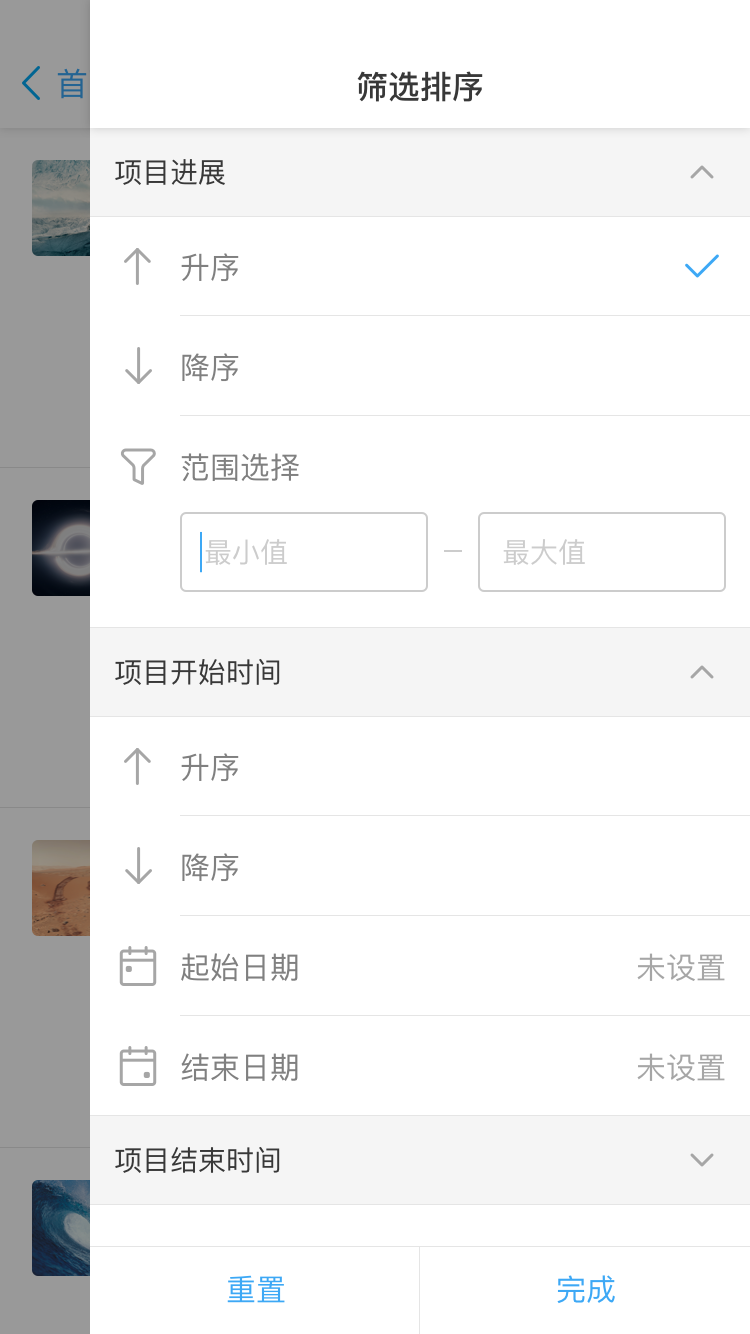 首
筛选排序
项目进展
升序
降序
范围选择
最小值 – 最大值
项目开始时间
升序
降序
起始日期 未设置
结束日期 未设置
项目结束时间
重置 完成